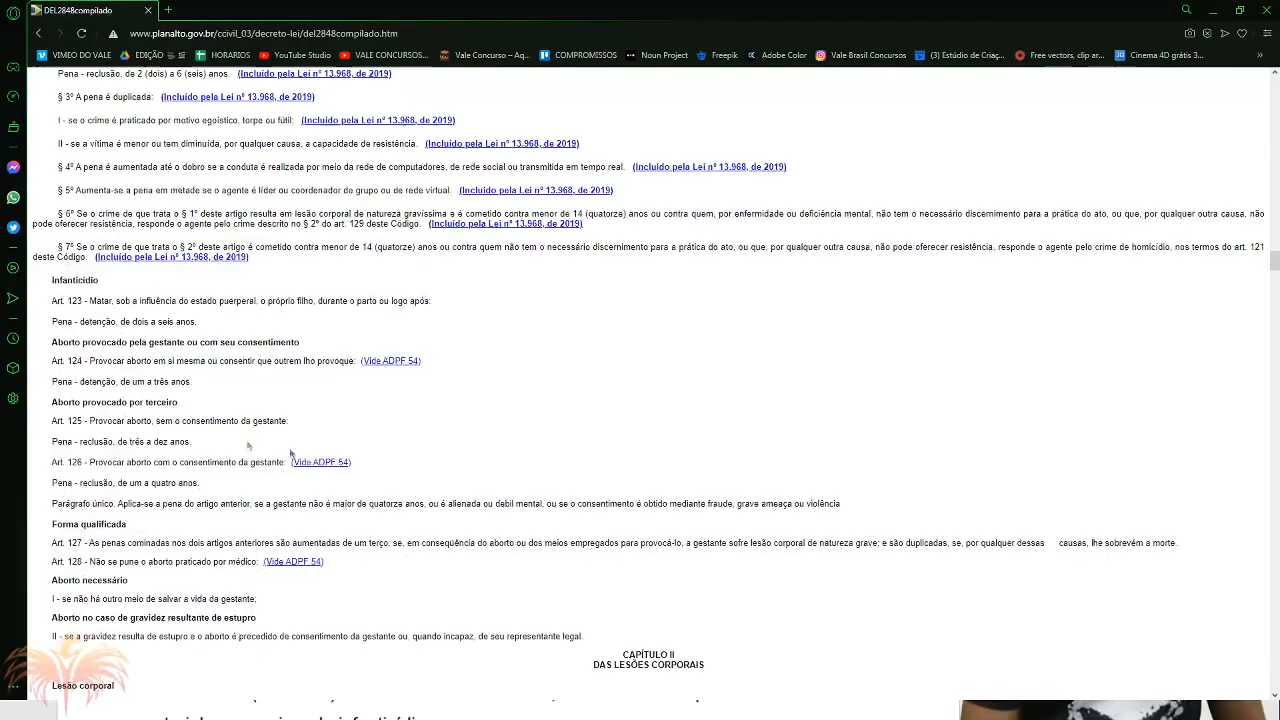 DEL2848compilado
www.planalto.gov.br/ccivil_03/decreto-lei/del2848compilado.htm
VIMEO DO VALE EDIÇÃO HORARIOS YouTube Studio VALE CONCURSOS... Vale Concurso – Aq... COMPROMISSOS Noun Project Freepik Adobe Color Vale Brasil Concursos (3) Estúdio de Criaç... Free vectors, clip ar... Cinema 4D grátis 3... »
Pena - reclusão, de 2 (dois) a 6 (seis) anos. (Incluído pela Lei nº 13.968, de 2019)
§ 3º A pena é duplicada: (Incluído pela Lei nº 13.968, de 2019)
I - se o crime é praticado por motivo egoístico, torpe ou fútil; (Incluído pela Lei nº 13.968, de 2019)
II - se a vítima é menor ou tem diminuída, por qualquer causa, a capacidade de resistência. (Incluído pela Lei nº 13.968, de 2019)
§ 4º A pena é aumentada até o dobro se a conduta é realizada por meio da rede de computadores, de rede social ou transmitida em tempo real. (Incluído pela Lei nº 13.968, de 2019)
§ 5º Aumenta-se a pena em metade se o agente é líder ou coordenador de grupo ou de rede virtual. (Incluído pela Lei nº 13.968, de 2019)
§ 6º Se o crime de que trata o § 1º deste artigo resulta em lesão corporal de natureza gravíssima e é cometido contra menor de 14 (quatorze) anos ou contra quem, por enfermidade ou deficiência mental, não tem o necessário discernimento para a prática do ato, ou que, por qualquer outra causa, não
pode oferecer resistência, responde o agente pelo crime descrito no § 2º do art. 129 deste Código. (Incluído pela Lei nº 13.968, de 2019)
§ 7º Se o crime de que trata o § 2º deste artigo é cometido contra menor de 14 (quatorze) anos ou contra quem não tem o necessário discernimento para a prática do ato, ou que, por qualquer outra causa, não pode oferecer resistência, responde o agente pelo crime de homicídio, nos termos do art. 121
deste Código. (Incluído pela Lei nº 13.968, de 2019)
Infanticídio
Art. 123 - Matar, sob a influência do estado puerperal, o próprio filho, durante o parto ou logo após:
Pena - detenção, de dois a seis anos.
Aborto provocado pela gestante ou com seu consentimento
Art. 124 - Provocar aborto em si mesma ou consentir que outrem lho provoque: (Vide ADPF 54)
Pena - detenção, de um a três anos.
Aborto provocado por terceiro
Art. 125 - Provocar aborto, sem o consentimento da gestante:
Pena - reclusão, de três a dez anos.
Art. 126 - Provocar aborto com o consentimento da gestante: (Vide ADPF 54)
Pena - reclusão, de um a quatro anos.
Parágrafo único. Aplica-se a pena do artigo anterior, se a gestante não é maior de quatorze anos, ou é alienada ou debil mental, ou se o consentimento é obtido mediante fraude, grave ameaça ou violência
Forma qualificada
Art. 127 - As penas cominadas nos dois artigos anteriores são aumentadas de um terço, se, em conseqüência do aborto ou dos meios empregados para provocá-lo, a gestante sofre lesão corporal de natureza grave; e são duplicadas, se, por qualquer dessas causas, lhe sobrevém a morte.
Art. 128 - Não se pune o aborto praticado por médico: (Vide ADPF 54)
Aborto necessário
I - se não há outro meio de salvar a vida da gestante;
Aborto no caso de gravidez resultante de estupro
II - se a gravidez resulta de estupro e o aborto é precedido de consentimento da gestante ou, quando incapaz, de seu representante legal.
CAPÍTULO II
DAS LESÕES CORPORAIS
Lesão corporal